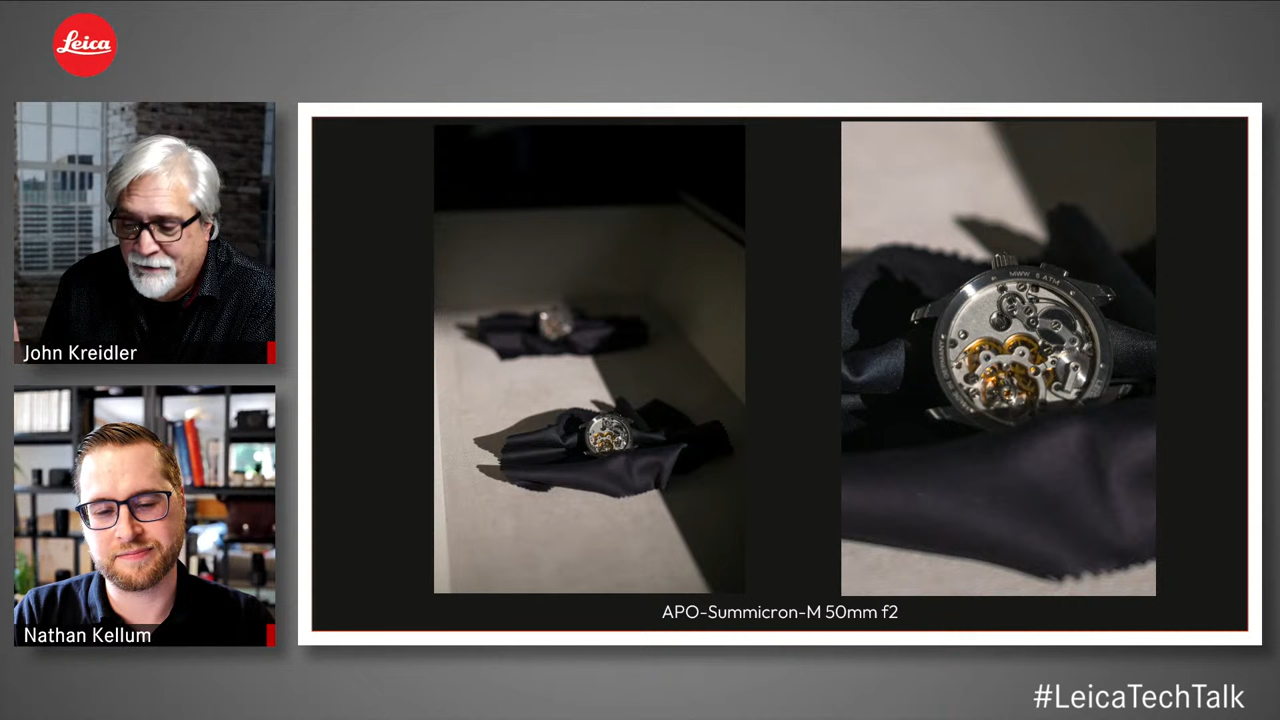 Leica
John Kreidler
Nathan Kellum
MWW 5 ATM
APO-Summicron-M 50mm f2
#LeicaTechTalk